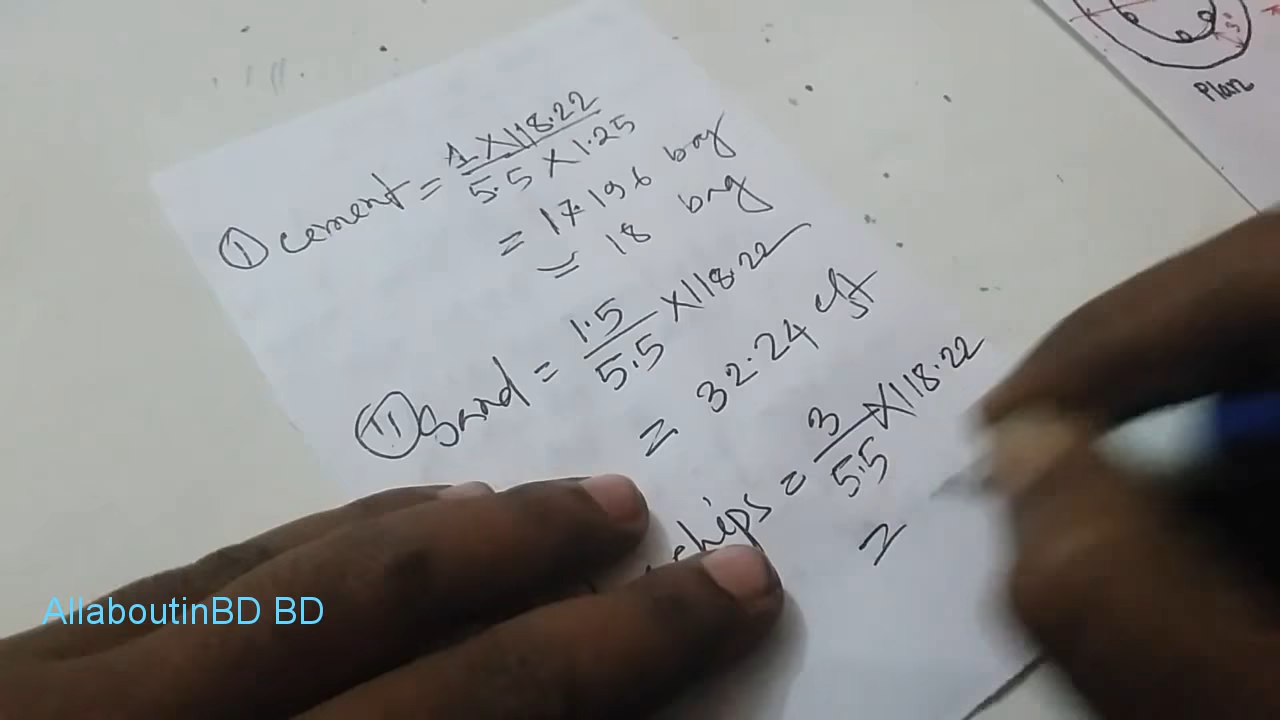 I cement = 1 × 118.22 / 5.5 × 1.25
= 17.196 bag
= 18 bag
II Sand = 1.5 / 5.5 × 118.22
= 32.24 cft
chips = 3 / 5.5 × 118.22
=
Plan
AllaboutinBD BD